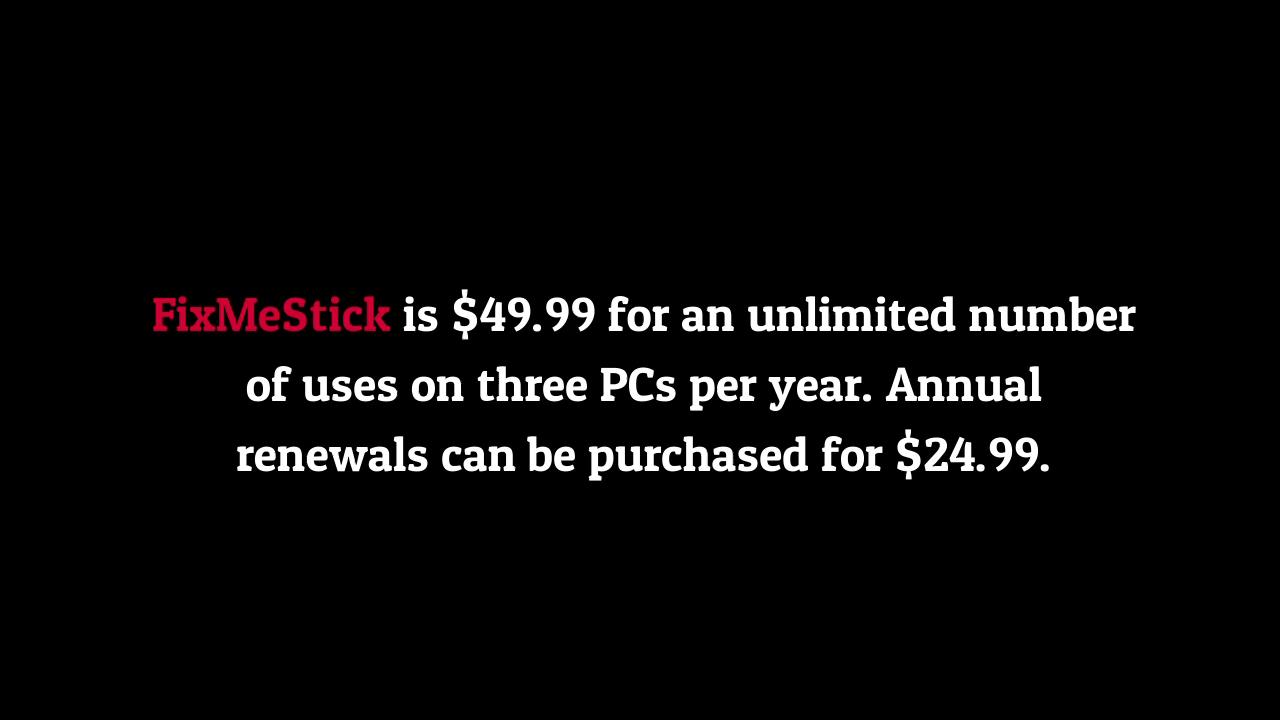 FixMeStick is $49.99 for an unlimited number
of uses on three PCs per year. Annual
renewals can be purchased for $24.99.